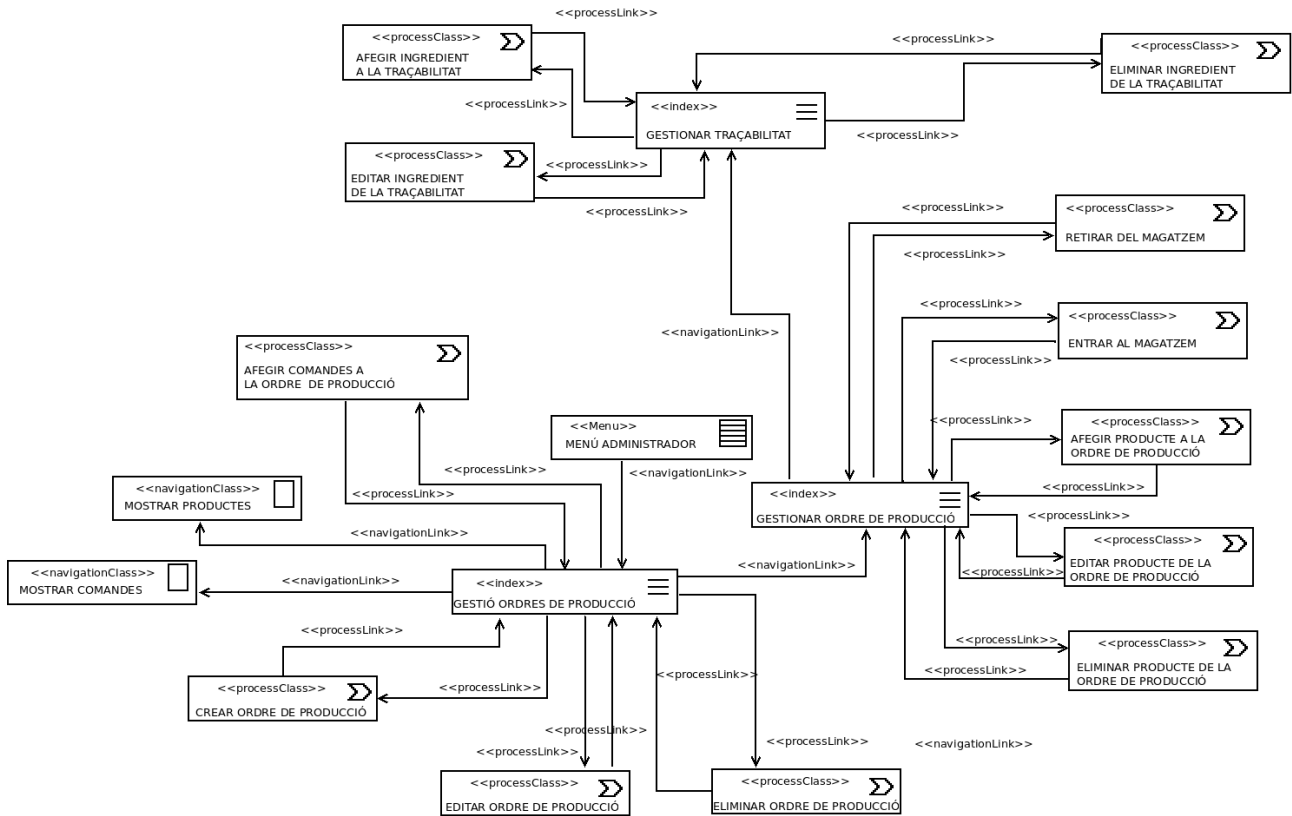 <<processLink>>
<<processClass>>
AFEGIR INGREDIENT
A LA TRAÇABILITAT
<<processLink>>
<<processClass>>
ELIMINAR INGREDIENT
DE LA TRAÇABILITAT
<<processLink>>
<<index>>
GESTIONAR TRAÇABILITAT
<<processLink>>
<<processClass>>
EDITAR INGREDIENT
DE LA TRAÇABILITAT
<<processLink>>
<<processLink>>
<<processLink>>
<<processClass>>
RETIRAR DEL MAGATZEM
<<processLink>>
<<processLink>>
<<processClass>>
ENTRAR AL MAGATZEM
<<navigationLink>>
<<processLink>>
<<processClass>>
AFEGIR COMANDES A
LA ORDRE DE PRODUCCIÓ
<<Menu>>
MENÚ ADMINISTRADOR
<<processLink>>
<<processClass>>
AFEGIR PRODUCTE A LA
ORDRE DE PRODUCCIÓ
<<processLink>>
<<navigationLink>>
<<navigationClass>>
MOSTRAR PRODUCTES
<<processLink>>
<<index>>
GESTIONAR ORDRE DE PRODUCCIÓ
<<processLink>>
<<processLink>>
<<navigationLink>>
<<processClass>>
EDITAR PRODUCTE DE LA
ORDRE DE PRODUCCIÓ
<<processLink>>
<<navigationLink>>
<<navigationClass>>
MOSTRAR COMANDES
<<navigationLink>>
<<index>>
GESTIÓ ORDRES DE PRODUCCIÓ
<<processLink>>
<<processLink>>
<<processClass>>
ELIMINAR PRODUCTE DE LA
ORDRE DE PRODUCCIÓ
<<processLink>>
<<processLink>>
<<processClass>>
CREAR ORDRE DE PRODUCCIÓ
<<processLink>>
<<processLink>>
<<processLink>>
<<processLink>>
<<navigationLink>>
<<processClass>>
EDITAR ORDRE DE PRODUCCIÓ
<<processClass>>
ELIMINAR ORDRE DE PRODUCCIÓ